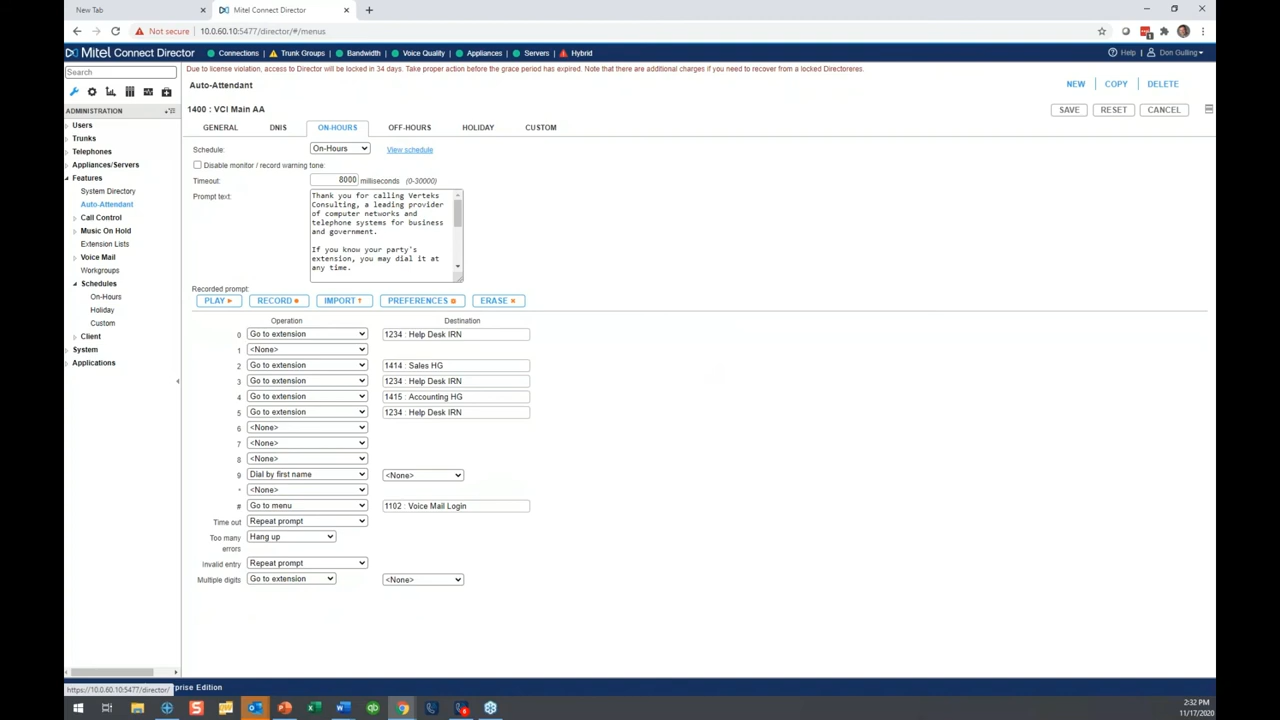 New Tab
Mitel Connect Director
Not secure 10.0.60.10:5477/director/#/menus
1
Mitel Connect Director Connections Trunk Groups Bandwidth Voice Quality Appliances Servers Hybrid Help Don Gulling
Search
Due to license violation, access to Director will be locked in 34 days. Take proper action before the grace period has expired. Note that there are additional charges if you need to recover from a locked Directoreres.
Auto-Attendant
NEW COPY DELETE
ADMINISTRATION
1400 : VCI Main AA
SAVE RESET CANCEL
Users
Trunks
Telephones
Appliances/Servers
Features
System Directory
Auto-Attendant
Call Control
Music On Hold
Extension Lists
Voice Mail
Workgroups
Schedules
On-Hours
Holiday
Custom
Client
System
Applications
GENERAL DNIS ON-HOURS OFF-HOURS HOLIDAY CUSTOM
Schedule: On-Hours View schedule
Disable monitor / record warning tone:
Timeout: 8000 milliseconds (0-30000)
Prompt text:
Thank you for calling Verteks
Consulting, a leading provider
of computer networks and
telephone systems for business
and government.
If you know your party's
extension, you may dial it at
any time.
Recorded prompt:
PLAY RECORD IMPORT PREFERENCES ERASE
Operation Destination
0 Go to extension 1234 : Help Desk IRN
1 <None>
2 Go to extension 1414 : Sales HG
3 Go to extension 1234 : Help Desk IRN
4 Go to extension 1415 : Accounting HG
5 Go to extension 1234 : Help Desk IRN
6 <None>
7 <None>
8 <None>
9 Dial by first name <None>
* <None>
# Go to menu 1102 : Voice Mail Login
Time out Repeat prompt
Too many errors Hang up
Invalid entry Repeat prompt
Multiple digits Go to extension <None>
https://10.0.60.10:5477/director/ rprise Edition
2:32 PM
11/17/2020